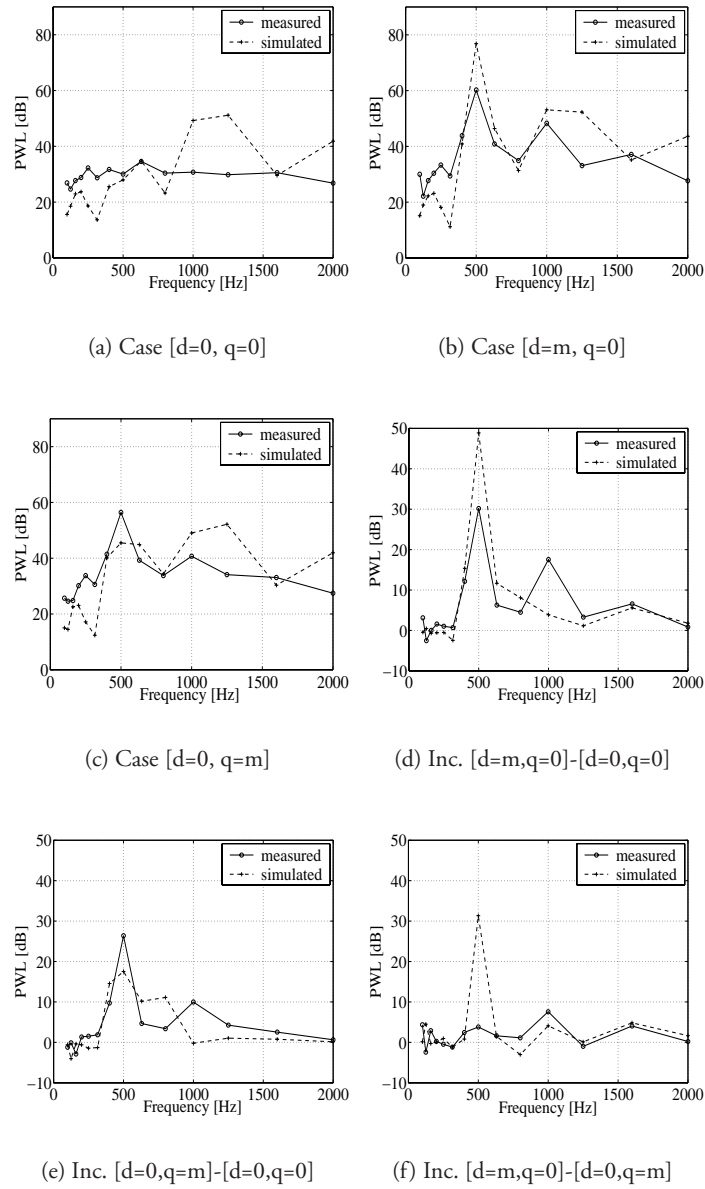 measured
simulated
80
60
40
20
0
PWL [dB]
0
500
1000
1500
2000
Frequency [Hz]
(a) Case [d=0, q=0]
measured
simulated
80
60
40
20
0
PWL [dB]
0
500
1000
1500
2000
Frequency [Hz]
(b) Case [d=m, q=0]
measured
simulated
80
60
40
20
0
PWL [dB]
0
500
1000
1500
2000
Frequency [Hz]
(c) Case [d=0, q=m]
measured
simulated
50
40
30
20
10
0
−10
PWL [dB]
0
500
1000
1500
2000
Frequency [Hz]
(d) Inc. [d=m,q=0]-[d=0,q=0]
measured
simulated
50
40
30
20
10
0
−10
PWL [dB]
0
500
1000
1500
2000
Frequency [Hz]
(e) Inc. [d=0,q=m]-[d=0,q=0]
measured
simulated
50
40
30
20
10
0
−10
PWL [dB]
0
500
1000
1500
2000
Frequency [Hz]
(f) Inc. [d=m,q=0]-[d=0,q=m]